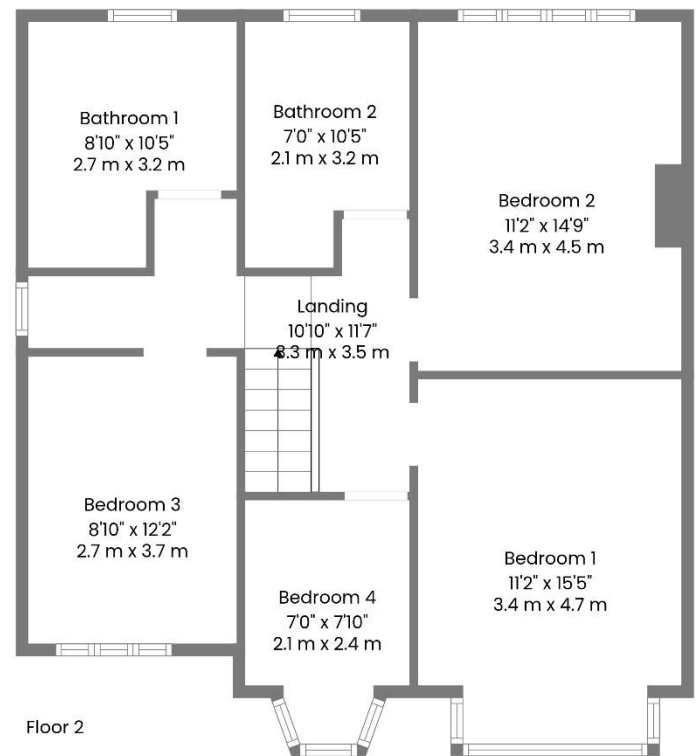 Bathroom 1
8'10" x 10'5"
2.7 m x 3.2 m
Bathroom 2
7'0" x 10'5"
2.1 m x 3.2 m
Bedroom 2
11'2" x 14'9"
3.4 m x 4.5 m
Landing
10'10" x 11'7"
3.3 m x 3.5 m
Bedroom 3
8'10" x 12'2"
2.7 m x 3.7 m
Bedroom 4
7'0" x 7'10"
2.1 m x 2.4 m
Bedroom 1
11'2" x 15'5"
3.4 m x 4.7 m
Floor 2